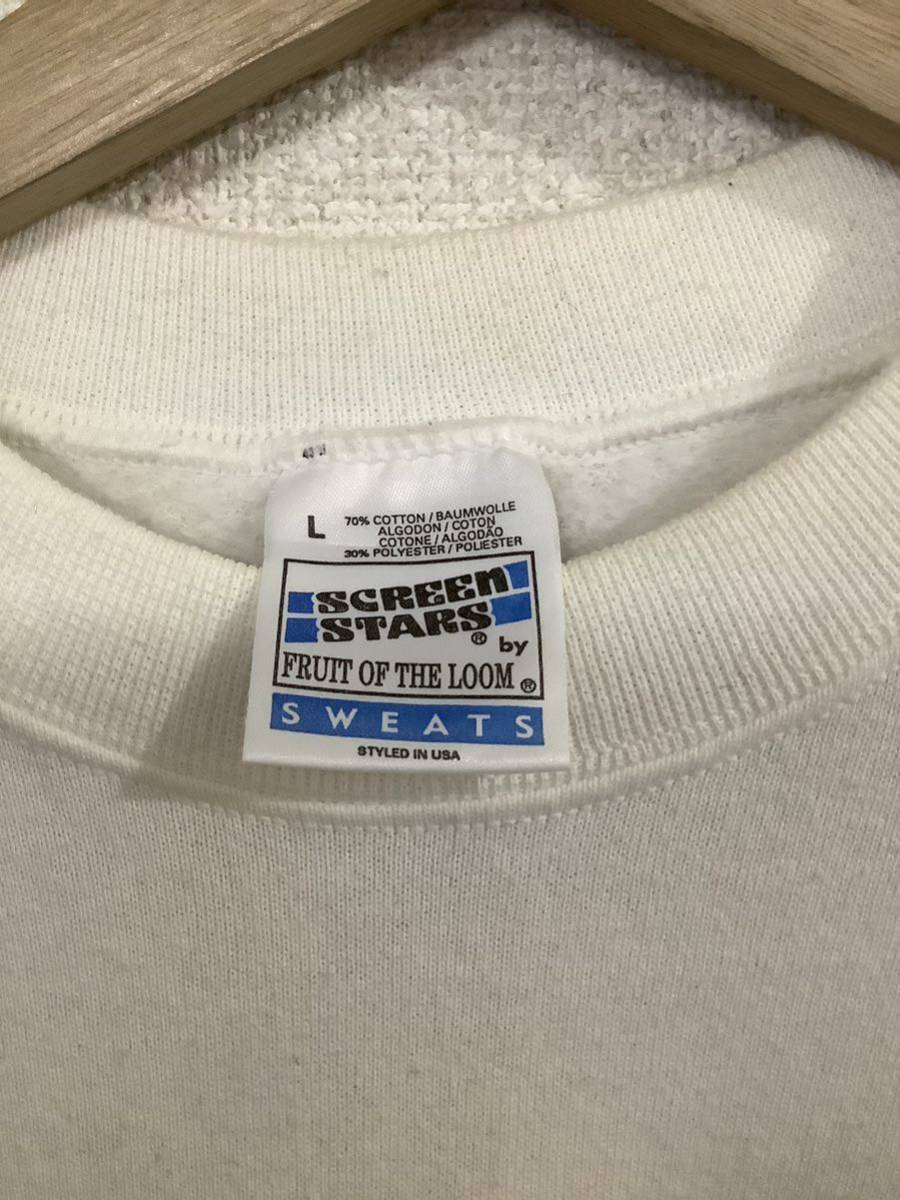 L
70% COTTON / BAUMWOLLE
ALGODON / COTON
COTONE / ALGODÃO
30% POLYESTER / POLIESTER
SCREEN
STARS®
by
FRUIT OF THE LOOM ®
SWEATS
STYLED IN USA